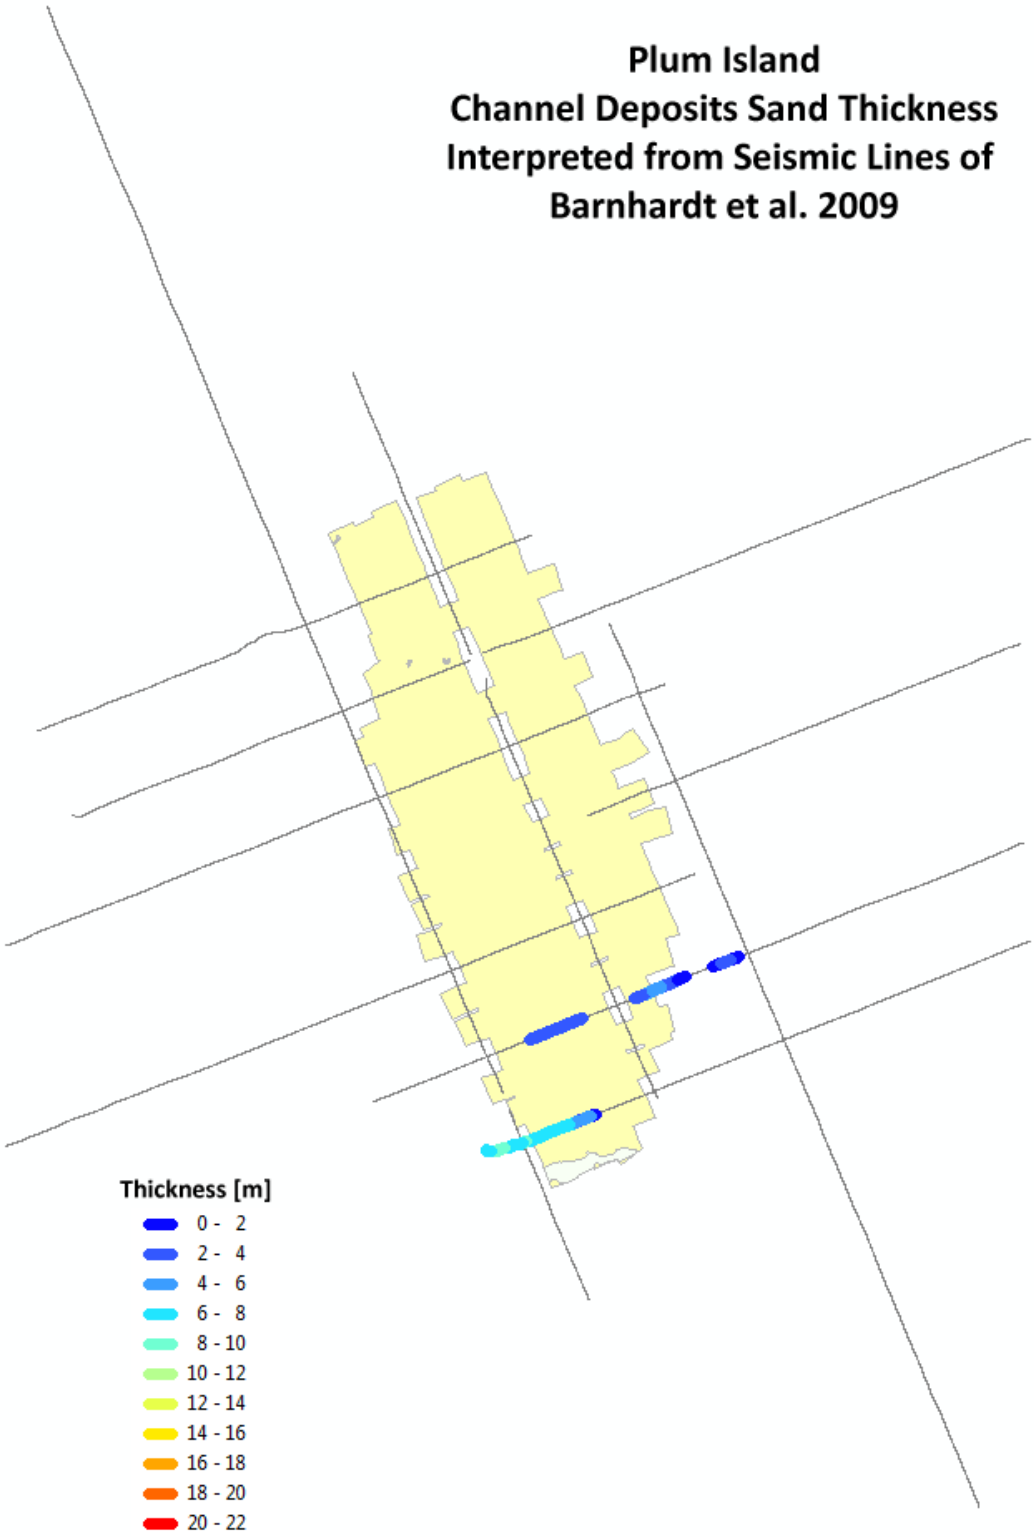 Plum Island
Channel Deposits Sand Thickness
Interpreted from Seismic Lines of
Barnhardt et al. 2009
Thickness [m]
0 - 2
2 - 4
4 - 6
6 - 8
8 - 10
10 - 12
12 - 14
14 - 16
16 - 18
18 - 20
20 - 22